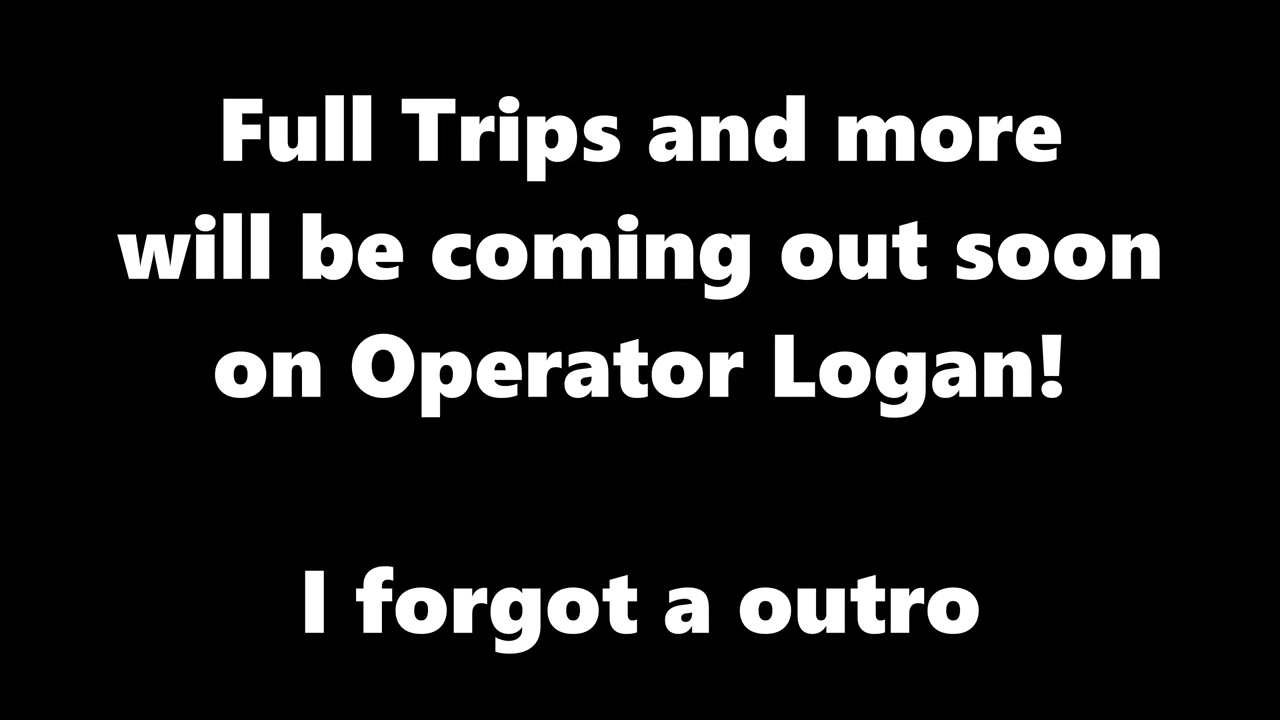 Full Trips and more
will be coming out soon
on Operator Logan!
I forgot a outro